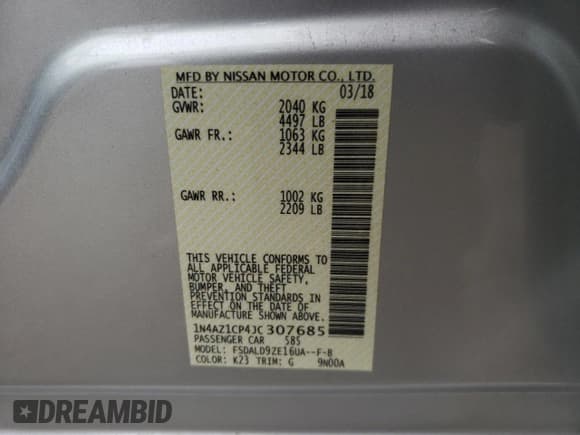 MFD BY NISSAN MOTOR CO., LTD.
DATE: 03/18
GVWR: 2040 KG
4497 LB
GAWR FR.: 1063 KG
2344 LB
GAWR RR.: 1002 KG
2209 LB
THIS VEHICLE CONFORMS TO
ALL APPLICABLE FEDERAL
MOTOR VEHICLE SAFETY,
BUMPER, AND THEFT
PREVENTION STANDARDS IN
EFFECT ON THE DATE OF
MANUFACTURE SHOWN ABOVE.
1N4AZ1CP4JC307685
PASSENGER CAR 585
MODEL: FSDALD9ZE16UA--F-B
COLOR: K23 TRIM: G 9N00A
DREAMBID